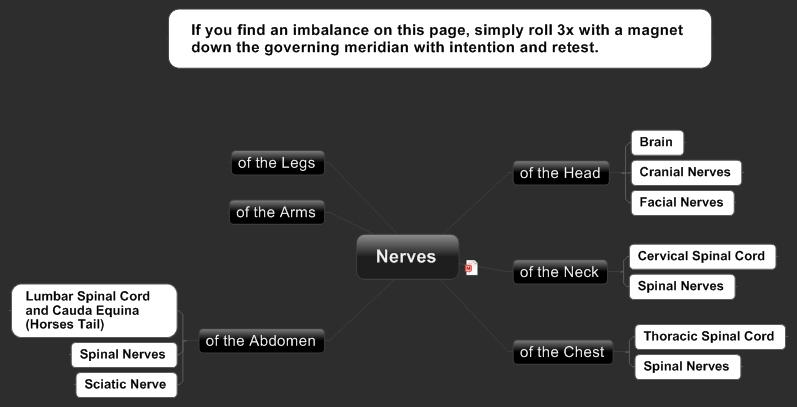 If you find an imbalance on this page, simply roll 3x with a magnet
down the governing meridian with intention and retest.
of the Legs
of the Arms
Nerves
of the Head
Brain
Cranial Nerves
Facial Nerves
of the Neck
Cervical Spinal Cord
Spinal Nerves
of the Chest
Thoracic Spinal Cord
Spinal Nerves
of the Abdomen
Lumbar Spinal Cord
and Cauda Equina
(Horses Tail)
Spinal Nerves
Sciatic Nerve